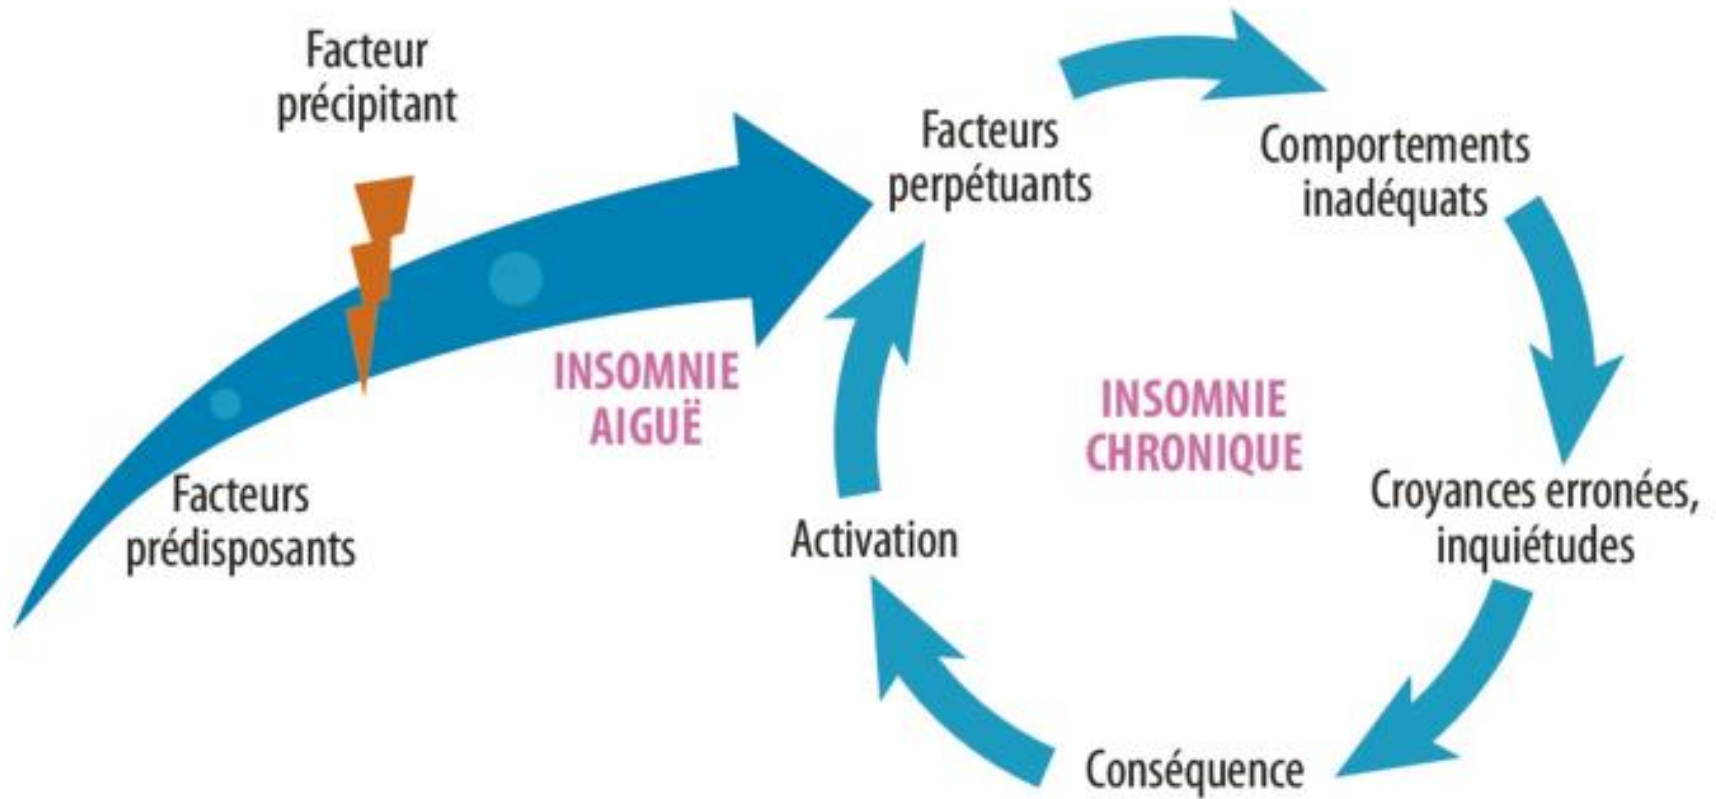 Facteur
précipitant
Facteurs
prédisposants
INSOMNIE
AIGUË
Facteurs
perpétuants
Comportements
inadéquats
Croyances erronées,
inquiétudes
Conséquence
Activation
INSOMNIE
CHRONIQUE